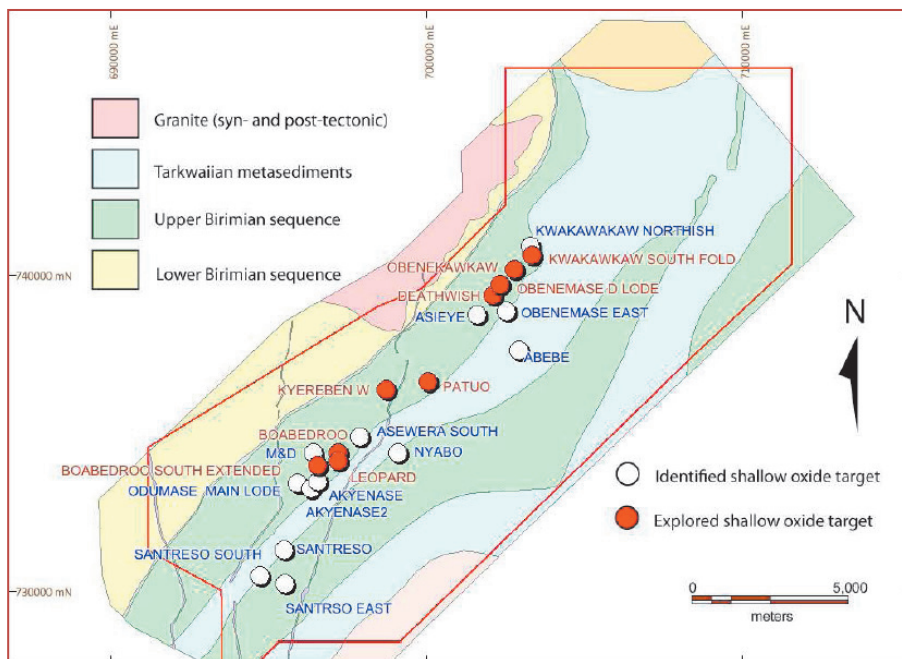 690000 mE
700000 mE
710000 mE
Granite (syn- and post-tectonic)
Tarkwaiian metasediments
Upper Birimian sequence
Lower Birimian sequence
KWAKAWAKAW NORTHISH
OBENEKAWKAW
KWAKAWKAW SOUTH FOLD
740000 mN
DEATHWISH
OBENEMASE D LODE
ASIEYE
OBENEMASE EAST
N
ABEBE
KYEREBEN W
PATUO
BOABEDROO
ASEWERA SOUTH
M&D
NYABO
BOABEDROO SOUTH EXTENDED
LEOPARD
Identified shallow oxide target
ODUMASE MAIN LODE
AKYENASE
AKYENASE2
Explored shallow oxide target
SANTRESO SOUTH
SANTRESO
730000 mN
SANTRSO EAST
0
5,000
meters